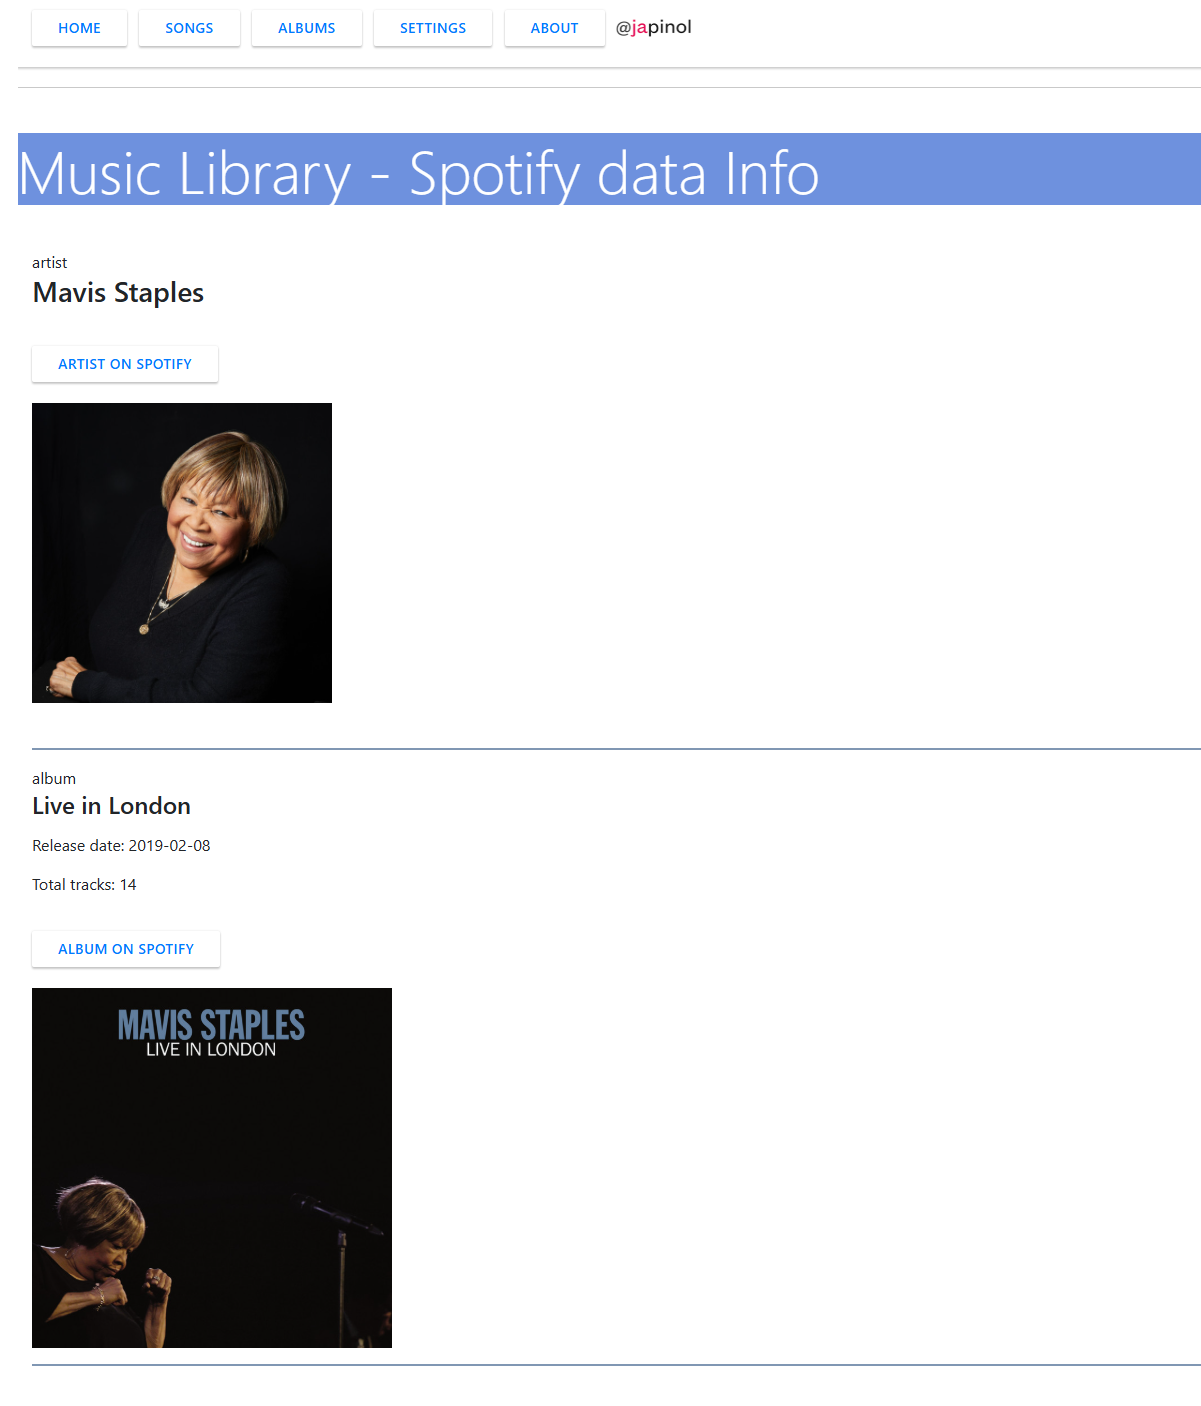 HOME SONGS ALBUMS SETTINGS ABOUT @japinol
Music Library - Spotify data Info
artist
Mavis Staples
ARTIST ON SPOTIFY
album
Live in London
Release date: 2019-02-08
Total tracks: 14
ALBUM ON SPOTIFY
MAVIS STAPLES
LIVE IN LONDON